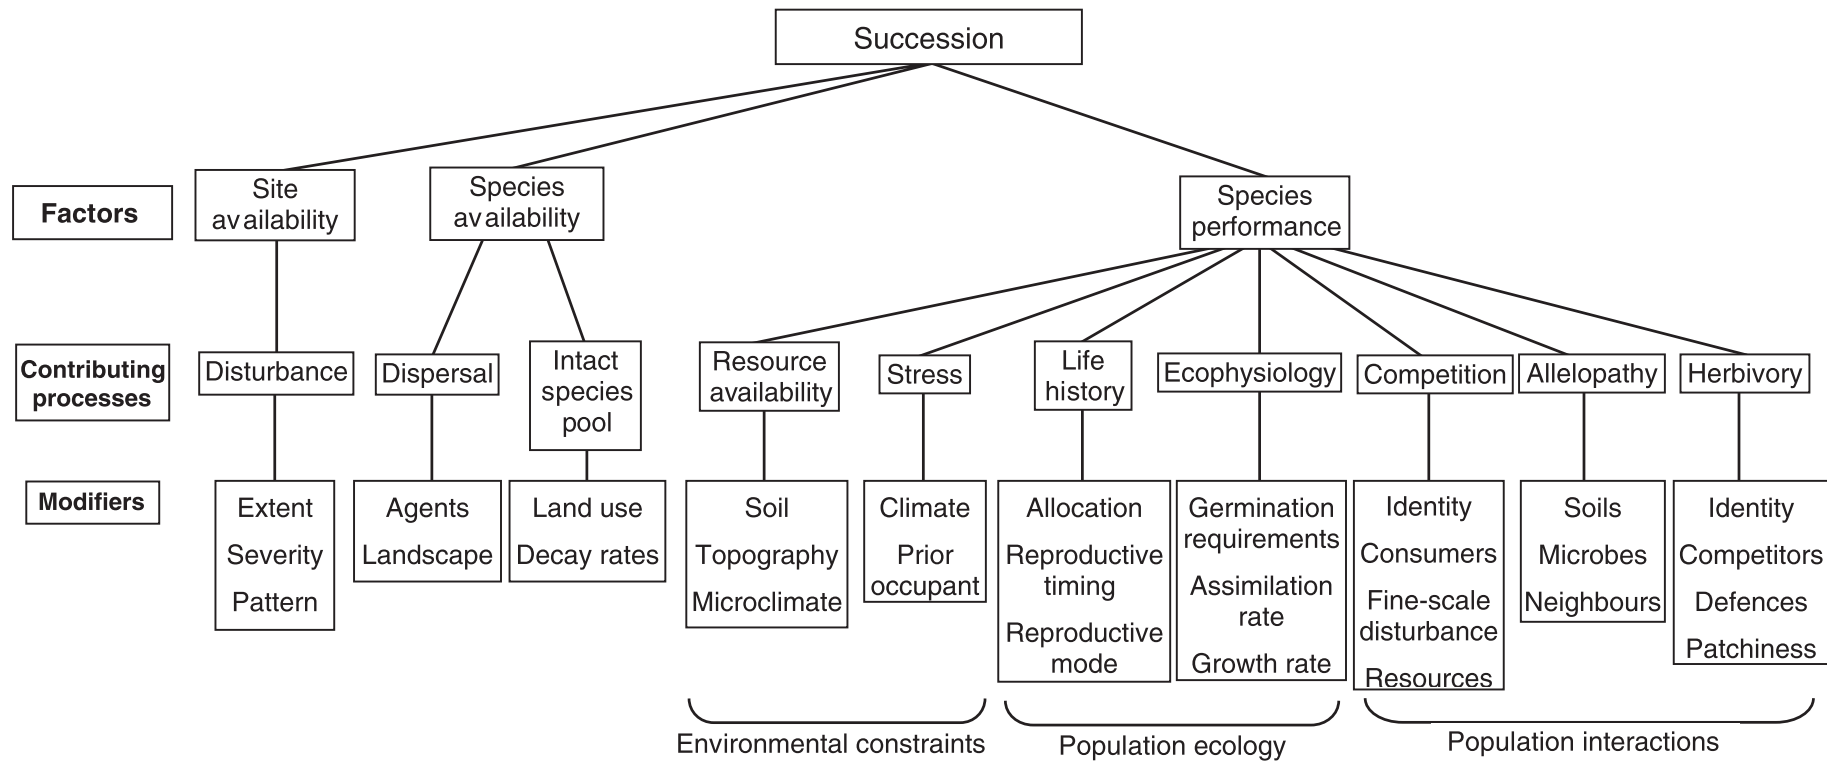 Succession
Factors
Site
availability
Species
availability
Species
performance
Contributing
processes
Disturbance
Dispersal
Intact
species
pool
Resource
availability
Stress
Life
history
Ecophysiology
Competition
Allelopathy
Herbivory
Modifiers
Extent
Severity
Pattern
Agents
Landscape
Land use
Decay rates
Soil
Topography
Microclimate
Climate
Prior
occupant
Allocation
Reproductive
timing
Reproductive
mode
Germination
requirements
Assimilation
rate
Growth rate
Identity
Consumers
Fine-scale
disturbance
Resources
Soils
Microbes
Neighbours
Identity
Competitors
Defences
Patchiness
Environmental constraints
Population ecology
Population interactions